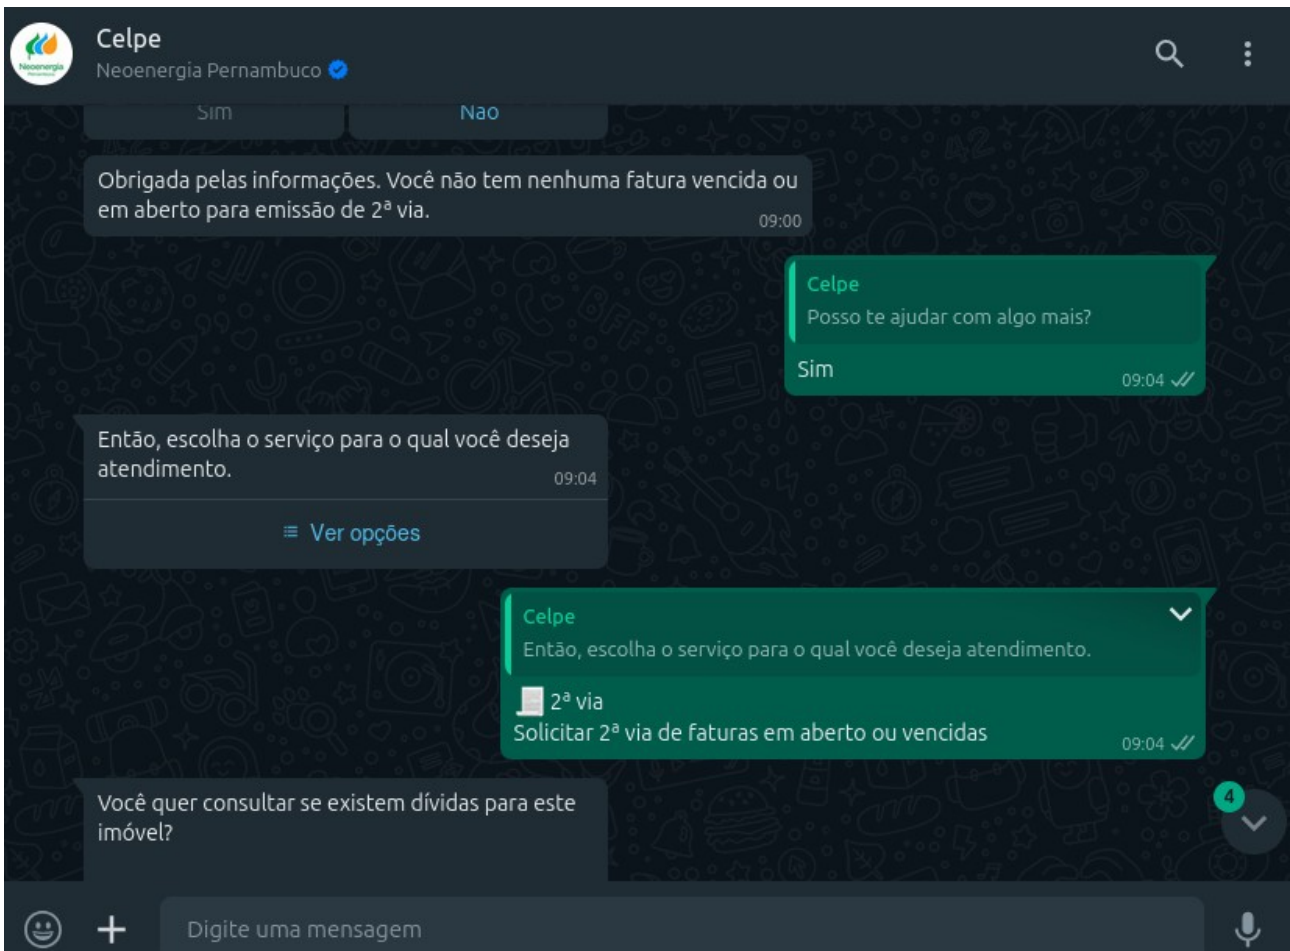 Celpe
Neoenergia Pernambuco
Neoenergia
Pernambuco
Sim
Não
Obrigada pelas informações. Você não tem nenhuma fatura vencida ou
em aberto para emissão de 2ª via.
09:00
Celpe
Posso te ajudar com algo mais?
Sim
09:04
Então, escolha o serviço para o qual você deseja
atendimento.
09:04
Ver opções
Celpe
Então, escolha o serviço para o qual você deseja atendimento.
2ª via
Solicitar 2ª via de faturas em aberto ou vencidas
09:04
Você quer consultar se existem dívidas para este
imóvel?
4
Digite uma mensagem